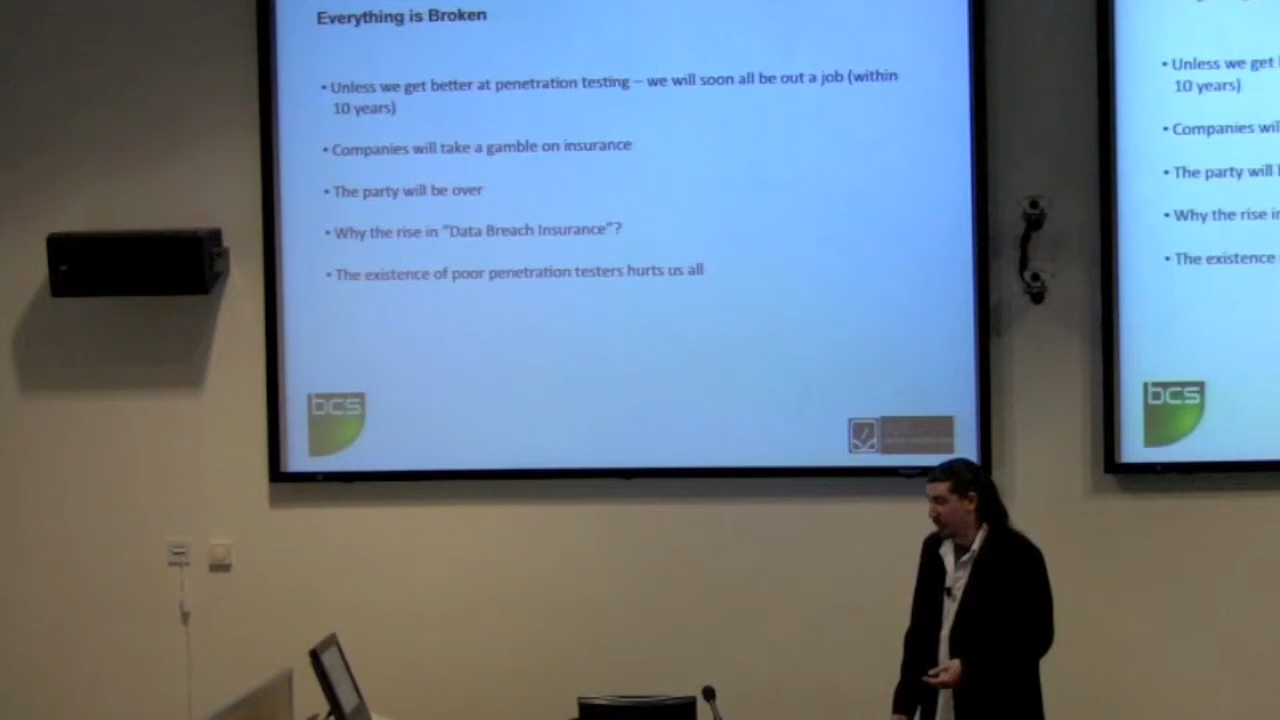 Everything is Broken
• Unless we get better at penetration testing – we will soon all be out a job (within
10 years)
• Companies will take a gamble on insurance
• The party will be over
• Why the rise in "Data Breach Insurance"?
• The existence of poor penetration testers hurts us all
bcs
• Unless we get
10 years)
• Companies wil
• The party will
• Why the rise in
• The existence
bcs